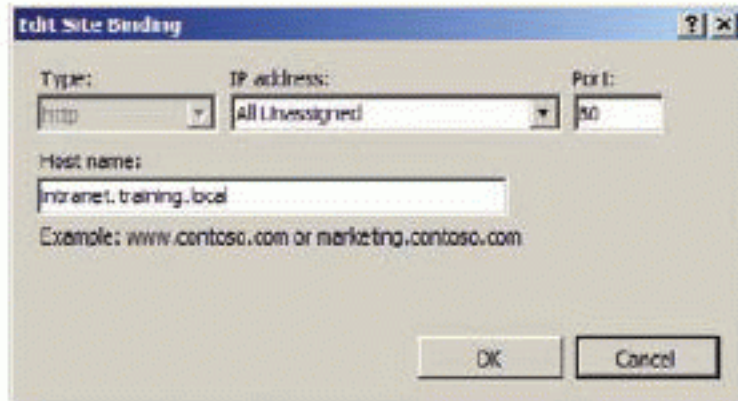 Edit Site Binding
Type: IP address: Port:
http All Unassigned 80
Host name:
intranet.training.local
Example: www.contoso.com or marketing.contoso.com
OK Cancel